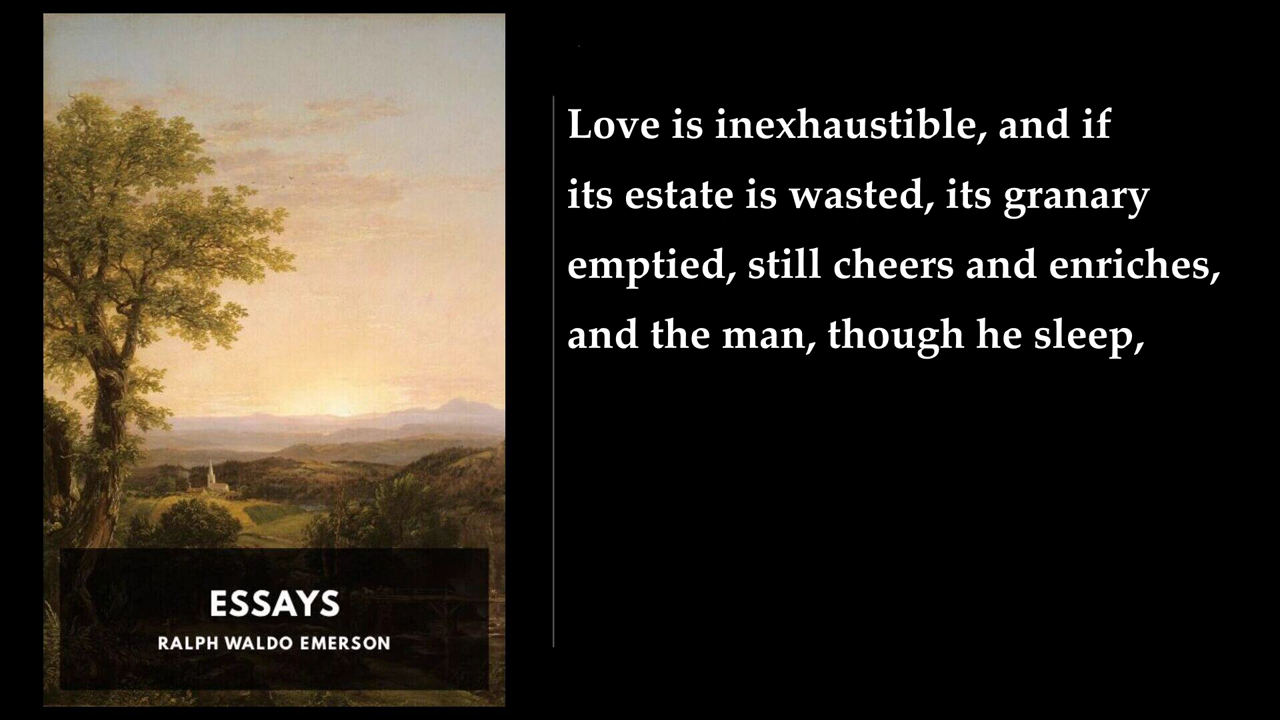 Love is inexhaustible, and if
its estate is wasted, its granary
emptied, still cheers and enriches,
and the man, though he sleep,
ESSAYS
RALPH WALDO EMERSON